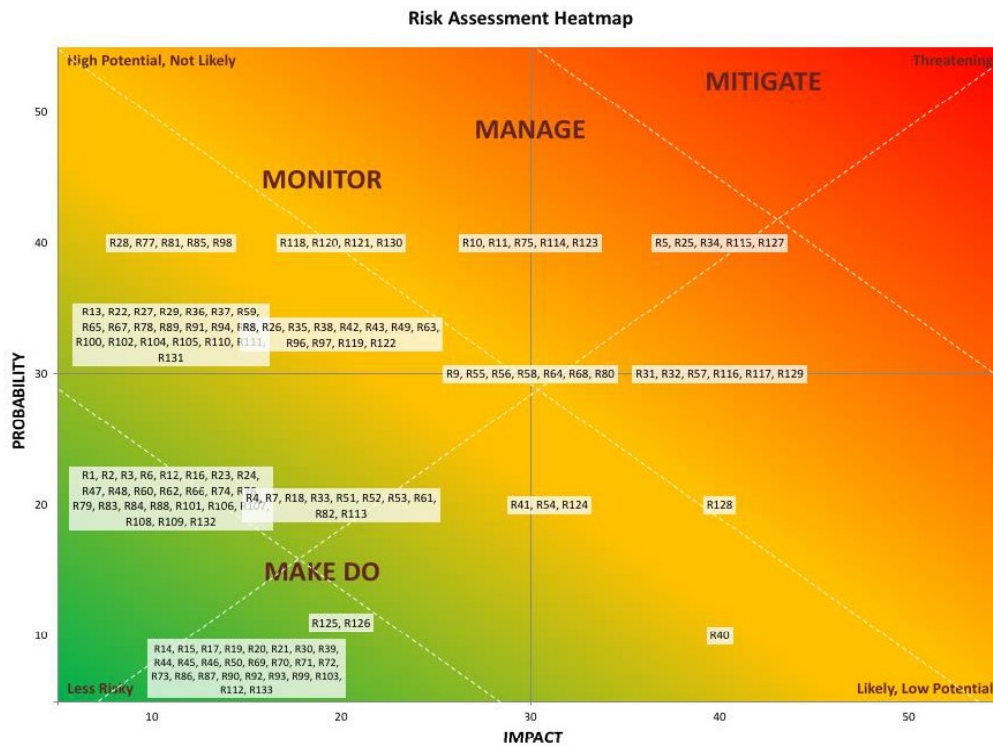 Risk Assessment Heatmap
High Potential, Not Likely
Threatening
MITIGATE
MANAGE
MONITOR
50
40
R28, R77, R81, R85, R98
R118, R120, R121, R130
R10, R11, R75, R114, R123
R5, R25, R34, R115, R127
R13, R22, R27, R29, R36, R37, R59,
R65, R67, R78, R89, R91, R94,
R100, R102, R104, R105, R110, R111,
R131
R8, R26, R35, R38, R42, R43, R49, R63,
R96, R97, R119, R122
30
R9, R55, R56, R58, R64, R68, R80
R31, R32, R57, R116, R117, R129
PROBABILITY
R1, R2, R3, R6, R12, R16, R23, R24,
R47, R48, R60, R62, R66, R74,
R79, R83, R84, R88, R101, R106, R107,
R108, R109, R132
R4, R7, R18, R33, R51, R52, R53, R61,
R82, R113
20
R41, R54, R124
R128
MAKE DO
R125, R126
10
R40
R14, R15, R17, R19, R20, R21, R30, R39,
R44, R45, R46, R50, R69, R70, R71, R72,
R73, R86, R87, R90, R92, R93, R99, R103,
R112, R133
Less Risky
Likely, Low Potential
10 20 30 40 50
IMPACT